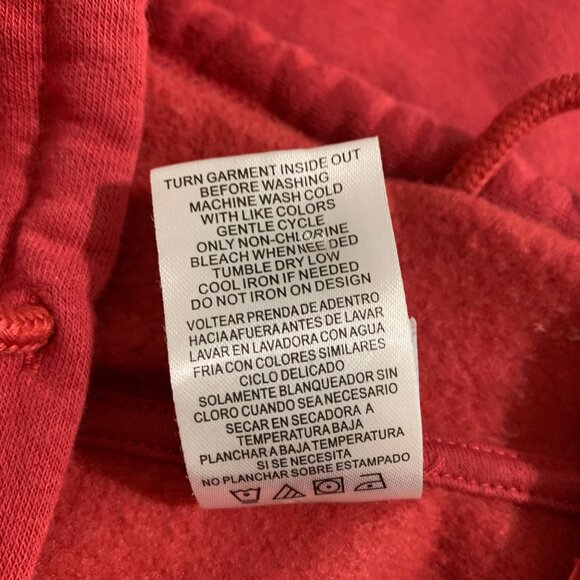 TURN GARMENT INSIDE OUT
BEFORE WASHING
MACHINE WASH COLD
WITH LIKE COLORS
GENTLE CYCLE
ONLY NON-CHLORINE
BLEACH WHEN NEEDED
TUMBLE DRY LOW
COOL IRON IF NEEDED
DO NOT IRON ON DESIGN
VOLTEAR PRENDA DE ADENTRO
HACIA AFUERA ANTES DE LAVAR
LAVAR EN LAVADORA CON AGUA
FRIA CON COLORES SIMILARES
CICLO DELICADO
SOLAMENTE BLANQUEADOR SIN
CLORO CUANDO SEA NECESARIO
SECAR EN SECADORA A
TEMPERATURA BAJA
PLANCHAR A BAJA TEMPERATURA
SI SE NECESITA
NO PLANCHAR SOBRE ESTAMPADO